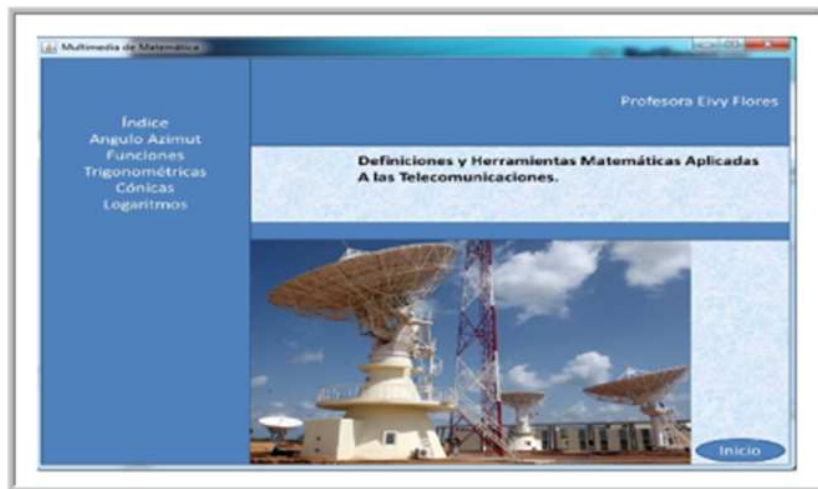 Multimedia de Matemática
Profesora Eivy Flores
Índice
Angulo Azimut
Funciones
Trigonométricas
Cónicas
Logaritmos
Definiciones y Herramientas Matemáticas Aplicadas
A las Telecomunicaciones.
Inicio